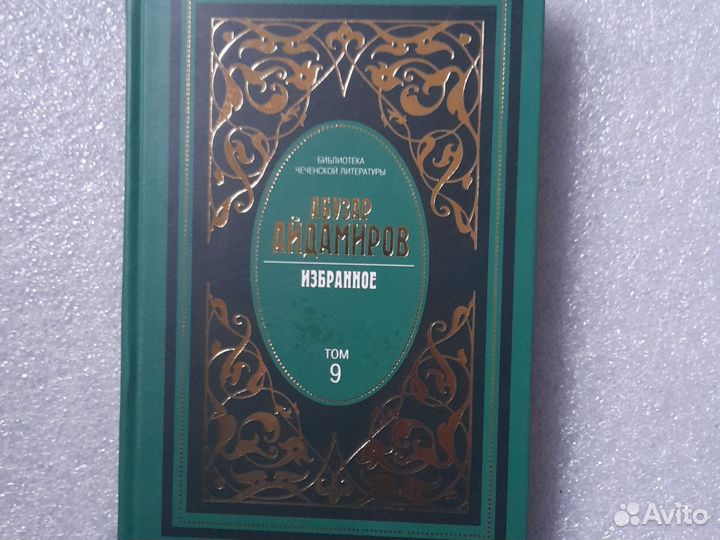 БИБЛИОТЕКА
ЧЕЧЕНСКОЙ ЛИТЕРАТУРЫ
АБУЗАР
АЙДАМИРОВ
ИЗБРАННОЕ
ТОМ
9
Avito